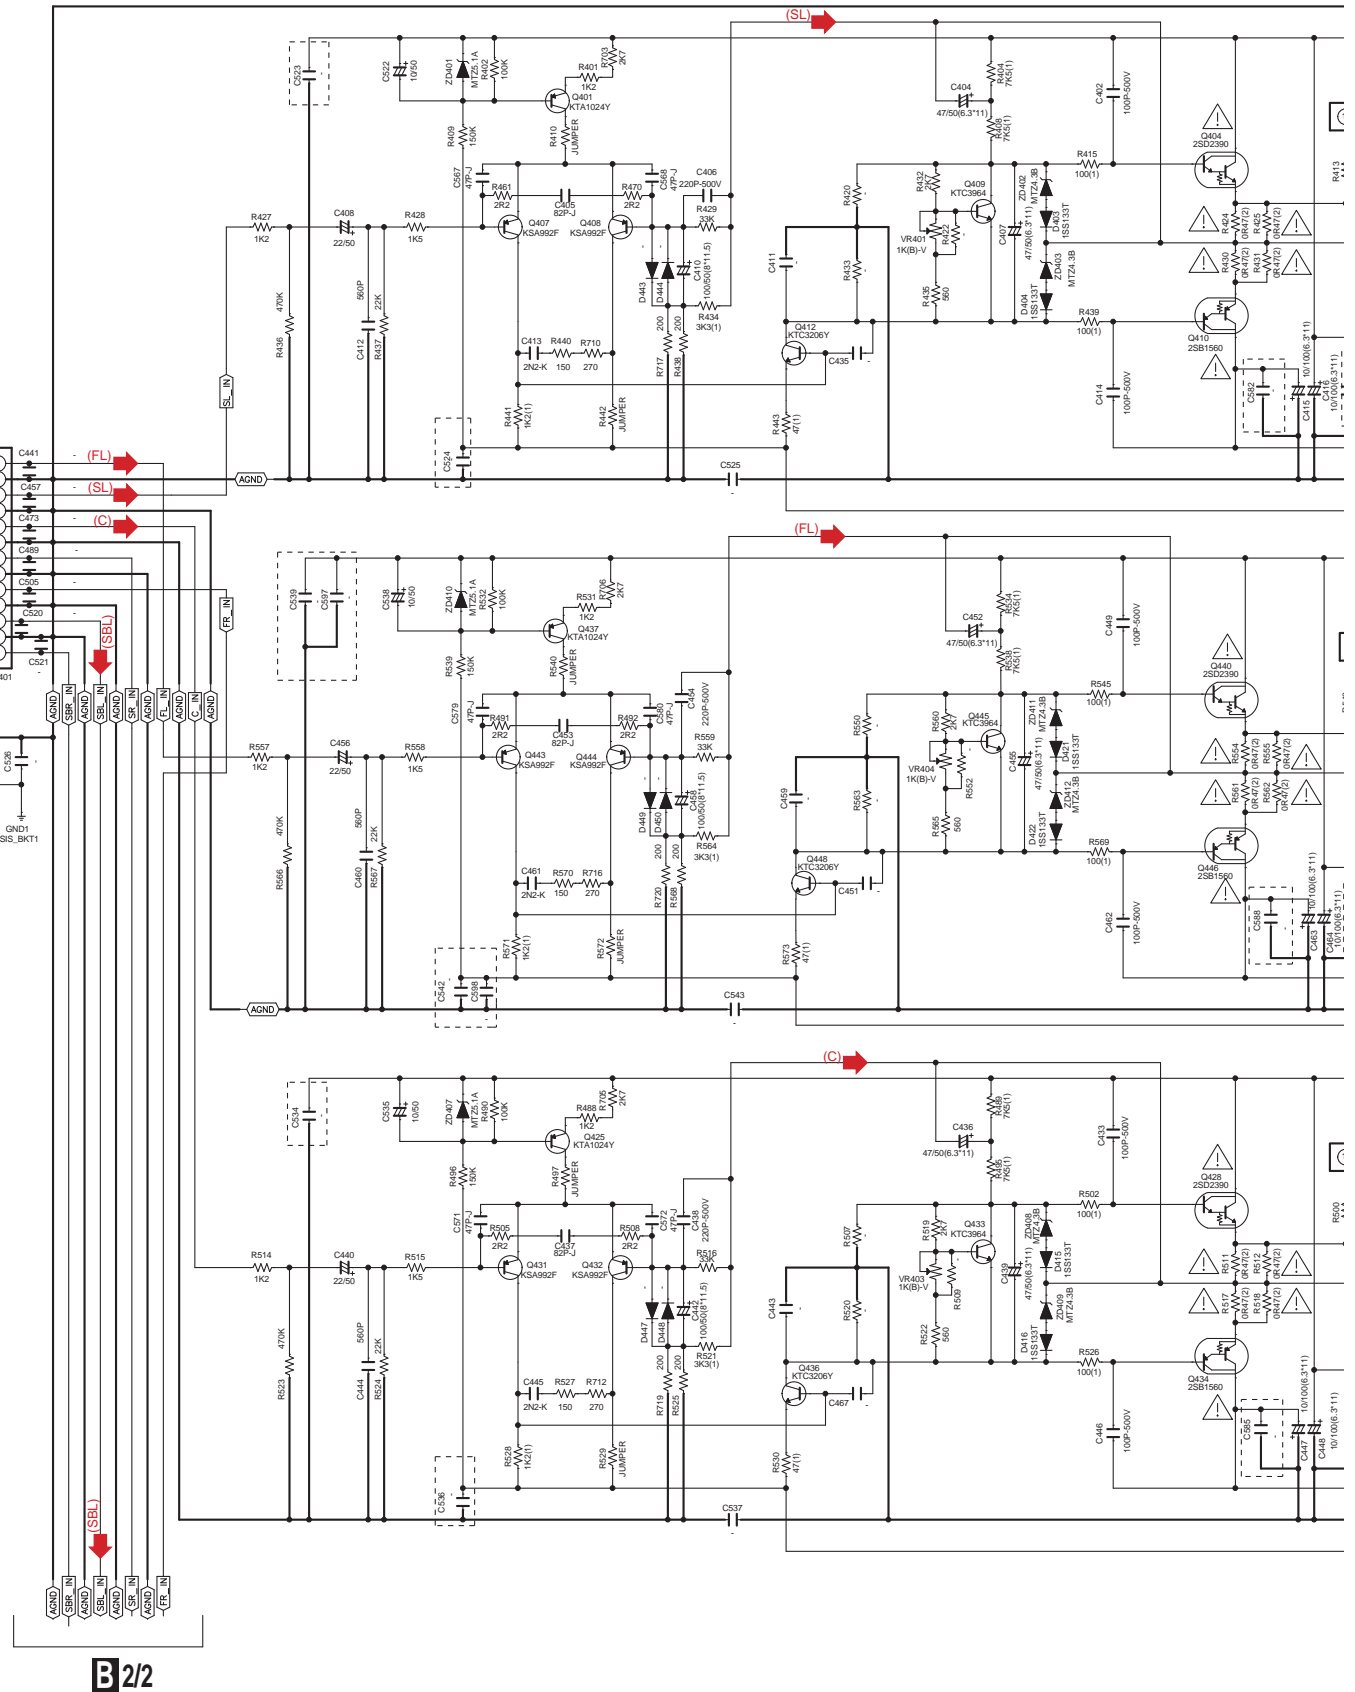 (SL)
C523
C522
10/50
ZD401
MTZ5.1A
R402
100K
R401
1K2
R703
2K7
Q401
KTA1024Y
R409
150K
R410
JUMPER
C567
47P-J
R461
2R2
C405
82P-J
R470
2R2
C568
47P-J
C406
220P-500V
R429
33K
R427
1K2
C408
22/50
R428
1K5
Q407
KSA992F
Q408
KSA992F
D443
D444
C410
100/50(8*11.5)
R434
3K3(1)
470K
R436
560P
C412
22K
R437
C413
2N2-K
R440
150
R710
270
200
R717
200
R438
R441
1K2(1)
R442
JUMPER
C524
C525
SL_IN
AGND
C404
47/50(6.3*11)
R404
7K5(1)
R408
7K5(1)
C402
100P-500V
R420
R432
2K7
Q409
KTC3964
VR401
1K(B)-V
R422
C407
47/50(6.3*11)
ZD402
MTZ4.3B
D403
1SS133T
ZD403
MTZ4.3B
D404
1SS133T
R415
100(1)
C411
R433
R435
560
Q412
KTC3206Y
C435
R443
47(1)
R439
100(1)
C414
100P-500V
Q404
2SD2390
R424
0R47(2)
R425
0R47(2)
R430
0R47(2)
R431
0R47(2)
Q410
2SB1560
C582
C415
10/100(6.3*11)
C416
10/100(6.3*11)
R413
C441
(FL)
C457
(SL)
C473
(C)
C489
C505
C520
C521
401
(SBL)
FR_IN
AGND
SBR_IN
AGND
SBL_IN
AGND
SR_IN
AGND
FL_IN
AGND
C_IN
AGND
C526
GND1
SIS_BKT1
(FL)
C539
C597
C538
10/50
ZD410
MTZ5.1A
R532
100K
R531
1K2
R706
2K7
Q437
KTA1024Y
R539
150K
R540
JUMPER
C579
47P-J
R491
2R2
C453
82P-J
R492
2R2
C580
47P-J
C454
220P-500V
R559
33K
R557
1K2
C456
22/50
R558
1K5
Q443
KSA992F
Q444
KSA992F
D449
D450
C458
100/50(8*11.5)
R564
3K3(1)
470K
R566
560P
C460
22K
R567
C461
2N2-K
R570
150
R716
270
200
R720
200
R568
R571
1K2(1)
R572
JUMPER
C542
C598
C543
AGND
C452
47/50(6.3*11)
R534
7K5(1)
R538
7K5(1)
C449
100P-500V
R550
R560
2K7
Q445
KTC3964
VR404
1K(B)-V
R552
C455
47/50(6.3*11)
ZD411
MTZ4.3B
D421
1SS133T
ZD412
MTZ4.3B
D422
1SS133T
R545
100(1)
C459
R563
R565
560
Q448
KTC3206Y
C451
R573
47(1)
R569
100(1)
C462
100P-500V
Q440
2SD2390
R554
0R47(2)
R555
0R47(2)
R561
0R47(2)
R562
0R47(2)
Q446
2SB1560
C588
C463
10/100(6.3*11)
C464
10/100(6.3*11)
(C)
C534
C535
10/50
ZD407
MTZ5.1A
R490
100K
R488
1K2
R705
2K7
Q425
KTA1024Y
R496
150K
R497
JUMPER
C571
47P-J
R505
2R2
C437
82P-J
R508
2R2
C572
47P-J
C438
220P-500V
R516
33K
R514
1K2
C440
22/50
R515
1K5
Q431
KSA992F
Q432
KSA992F
D447
D448
C442
100/50(8*11.5)
R521
3K3(1)
470K
R523
560P
C444
22K
R524
C445
2N2-K
R527
150
R712
270
200
R719
200
R525
R528
1K2(1)
R529
JUMPER
C536
C537
C436
47/50(6.3*11)
R489
7K5(1)
R495
7K5(1)
C433
100P-500V
R507
R519
2K7
Q433
KTC3964
VR403
1K(B)-V
R509
C439
47/50(6.3*11)
ZD408
MTZ4.3B
D415
1SS133T
ZD409
MTZ4.3B
D416
1SS133T
R502
100(1)
C443
R520
R522
560
Q436
KTC3206Y
C467
R530
47(1)
R526
100(1)
C446
100P-500V
Q428
2SD2390
R511
0R47(2)
R512
0R47(2)
R517
0R47(2)
R518
0R47(2)
Q434
2SB1560
C585
C447
10/100(6.3*11)
C448
10/100(6.3*11)
R500
(SBL)
AGND
SBR_IN
AGND
SBL_IN
AGND
SR_IN
AGND
FR_IN
B 2/2